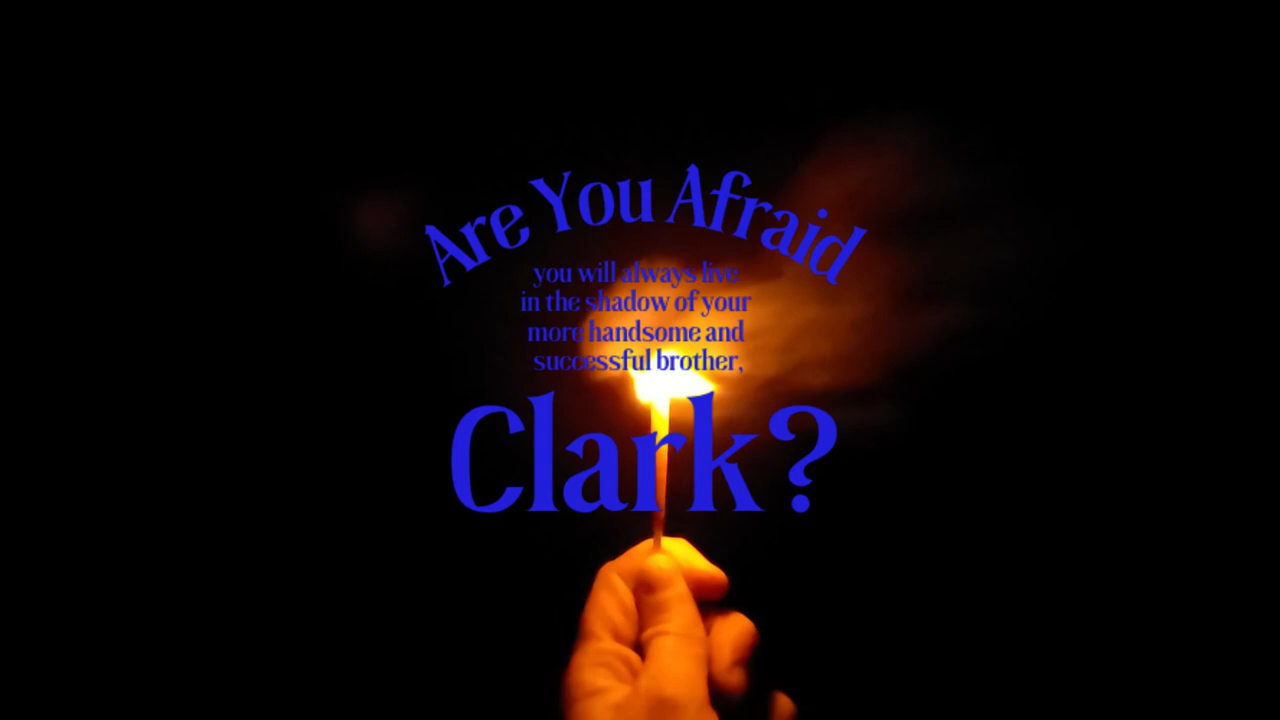 Are You Afraid
you will always live
in the shadow of your
more handsome and
successful brother,
Clark?